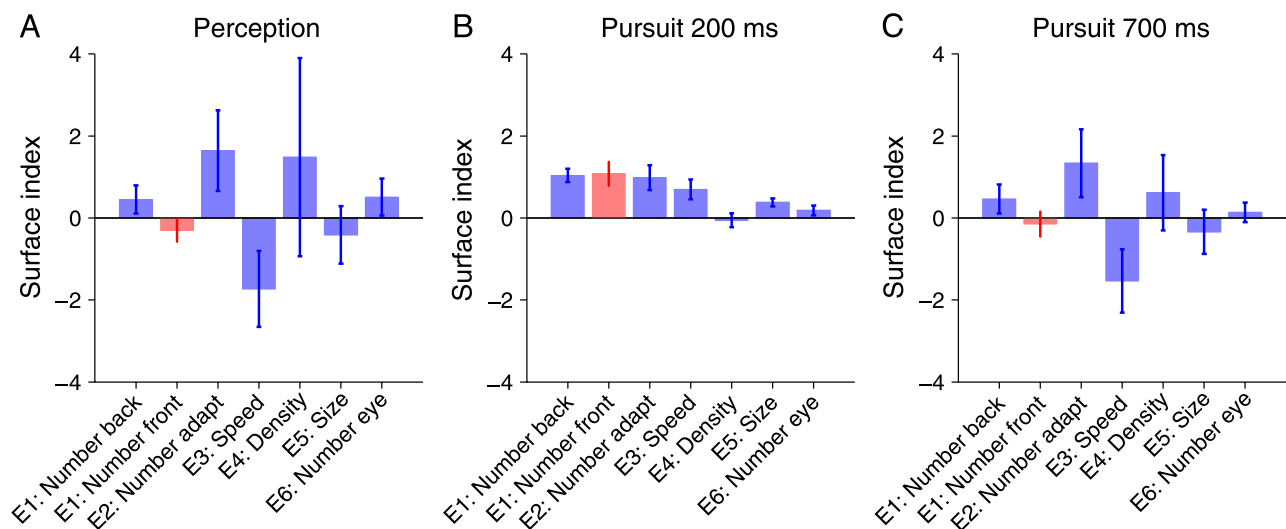 A
Perception
4
2
0
−2
−4
Surface index
E1: Number back
E1: Number front
E2: Number adapt
E3: Speed
E4: Density
E5: Size
E6: Number eye
B
Pursuit 200 ms
4
2
0
−2
−4
Surface index
E1: Number back
E1: Number front
E2: Number adapt
E3: Speed
E4: Density
E5: Size
E6: Number eye
C
Pursuit 700 ms
4
2
0
−2
−4
Surface index
E1: Number back
E1: Number front
E2: Number adapt
E3: Speed
E4: Density
E5: Size
E6: Number eye